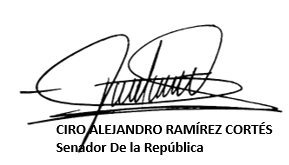 CIRO ALEJANDRO RAMÍREZ CORTÉS
Senador De la República